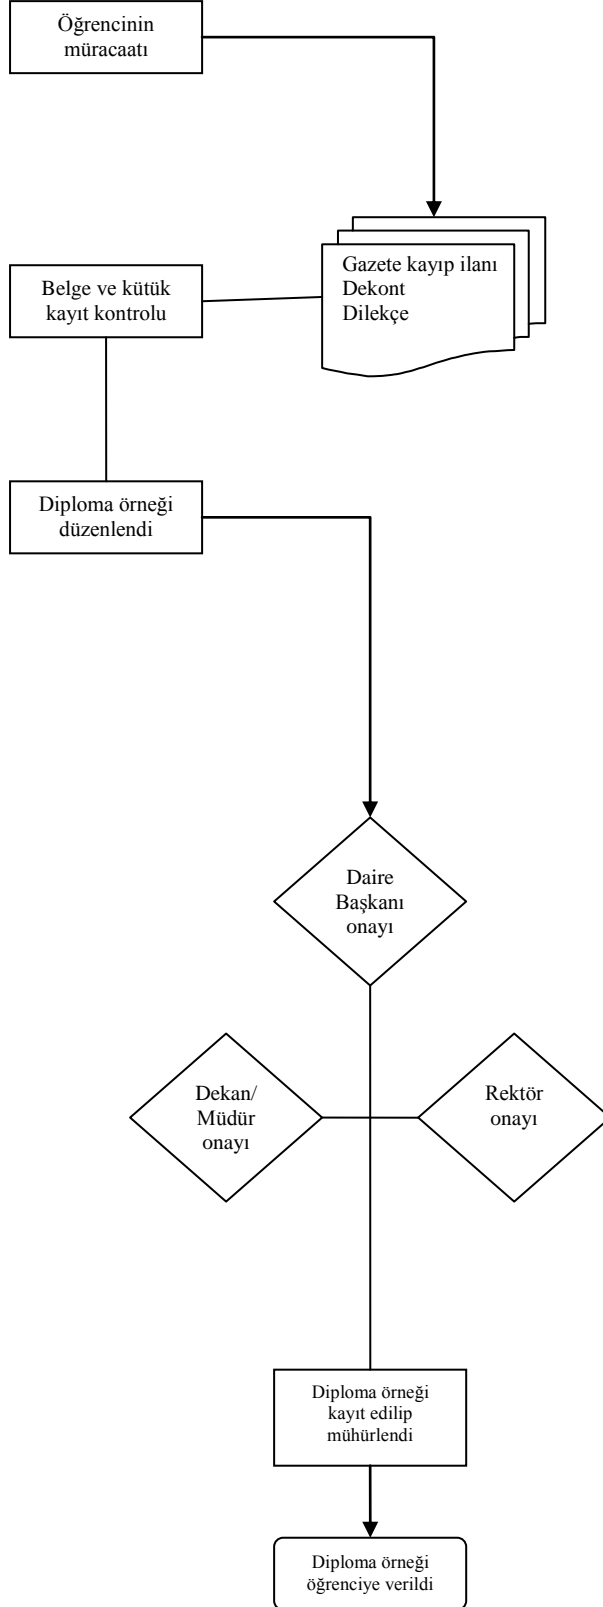 Öğrencinin
müracaatı
Gazete kayıp ilanı
Dekont
Dilekçe
Belge ve kütük
kayıt kontrolu
Diploma örneği
düzenlendi
Daire
Başkanı
onayı
Dekan/
Müdür
onayı
Rektör
onayı
Diploma örneği
kayıt edilip
mühürlendi
Diploma örneği
öğrenciye verildi